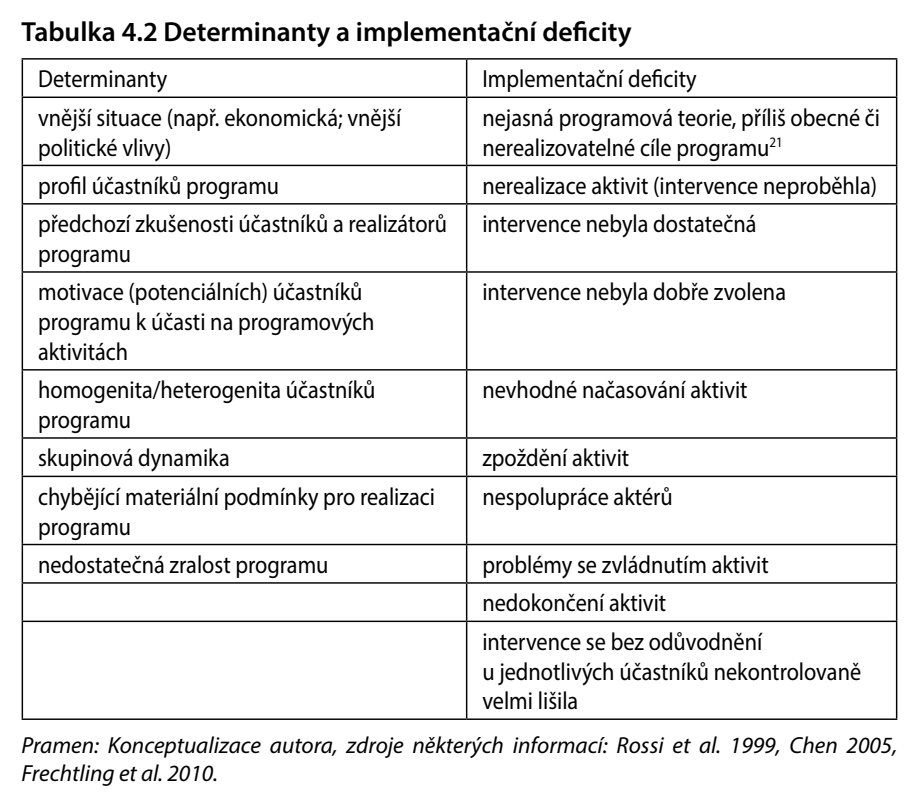 Tabulka 4.2 Determinanty a implementační deficity
Determinanty
Implementační deficity
vnější situace (např. ekonomická; vnější
politické vlivy)
nejasná programová teorie, příliš obecné či
nerealizovatelné cíle programu21
profil účastníků programu
nerealizace aktivit (intervence neproběhla)
předchozí zkušenosti účastníků a realizátorů
programu
intervence nebyla dostatečná
motivace (potenciálních) účastníků
programu k účasti na programových
aktivitách
intervence nebyla dobře zvolena
homogenita/heterogenita účastníků
programu
nevhodné načasování aktivit
skupinová dynamika
zpoždění aktivit
chybějící materiální podmínky pro realizaci
programu
nespolupráce aktérů
nedostatečná zralost programu
problémy se zvládnutím aktivit
nedokončení aktivit
intervence se bez odůvodnění
u jednotlivých účastníků nekontrolovaně
velmi lišila
Pramen: Konceptualizace autora, zdroje některých informací: Rossi et al. 1999, Chen 2005,
Frechtling et al. 2010.